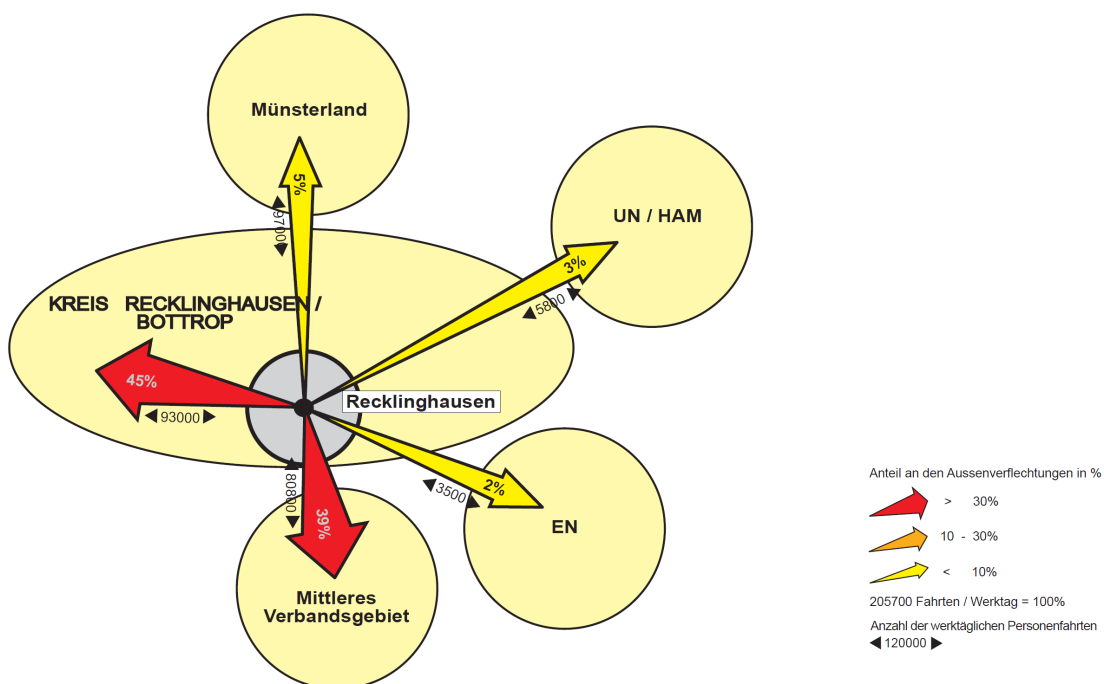 Münsterland
5%
97000
UN / HAM
3%
5800
KREIS RECKLINGHAUSEN /
BOTTROP
45%
93000
Recklinghausen
80800
39%
3500
2%
EN
Mittleres
Verbandsgebiet
Anteil an den Aussenverflechtungen in %
> 30%
10 - 30%
< 10%
205700 Fahrten / Werktag = 100%
Anzahl der werktäglichen Personenfahrten
120000